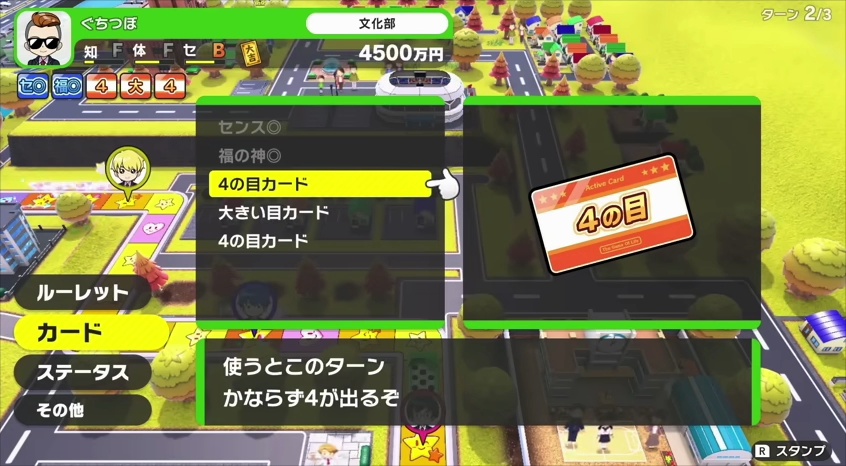 ぐちつぼ
文化部
ターン 2/3
知 F 体 F セ B 大吉
4500万円
セ◎ 福◎ 4 大 4
センス◎
福の神◎
4の目カード
大きい目カード
4の目カード
Active Card
4の目
The Game Of Life
ルーレット
カード
ステータス
その他
使うとこのターン
かならず4が出るぞ
R スタンプ